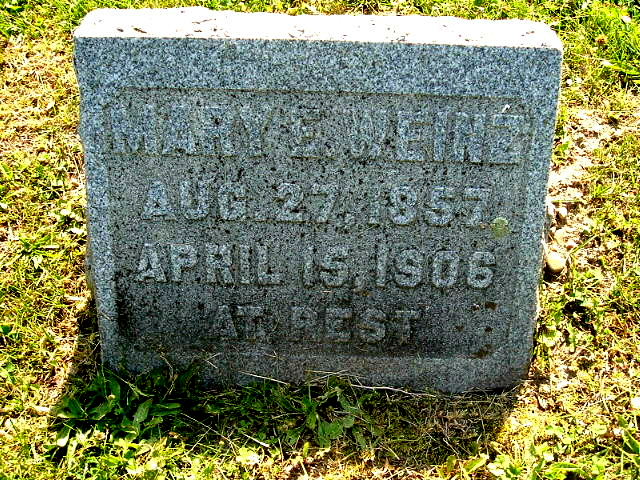 MARY E. WEINZ
AUG. 27, 1857
APRIL 15, 1906
AT REST